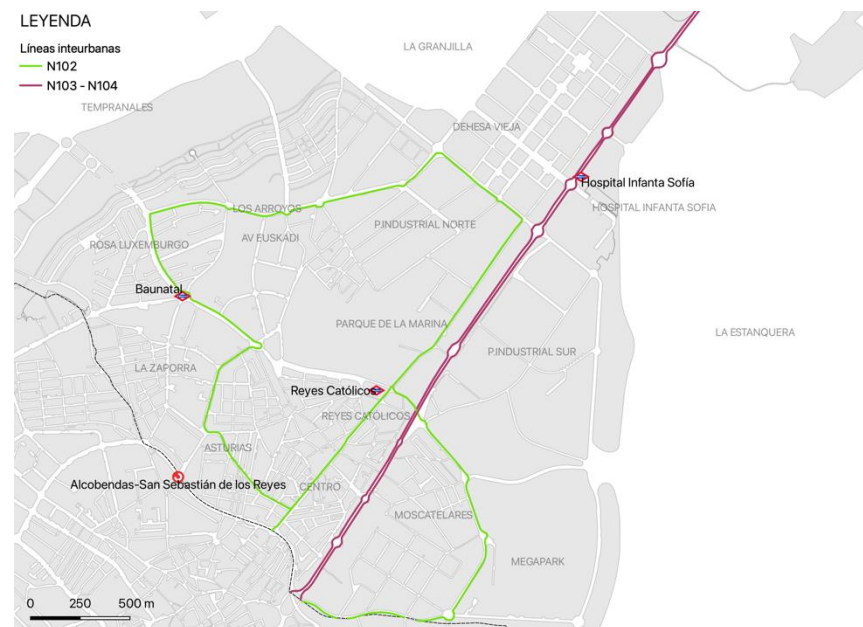 LEYENDA
Líneas interurbanas
N102
N103 - N104
LA GRANJILLA
TEMPRANALES
DEHESA VIEJA
Hospital Infanta Sofía
HOSPITAL INFANTA SOFIA
LOS ARROYOS
P.INDUSTRIAL NORTE
ROSA LUXEMBURGO
AV EUSKADI
Baunatal
PARQUE DE LA MARINA
LA ESTANQUERA
P.INDUSTRIAL SUR
LA ZAPORRA
Reyes Católicos
REYES CATÓLICOS
ASTURIAS
Alcobendas-San Sebastián de los Reyes
CENTRO
MOSCATELARES
MEGAPARK
0 250 500 m